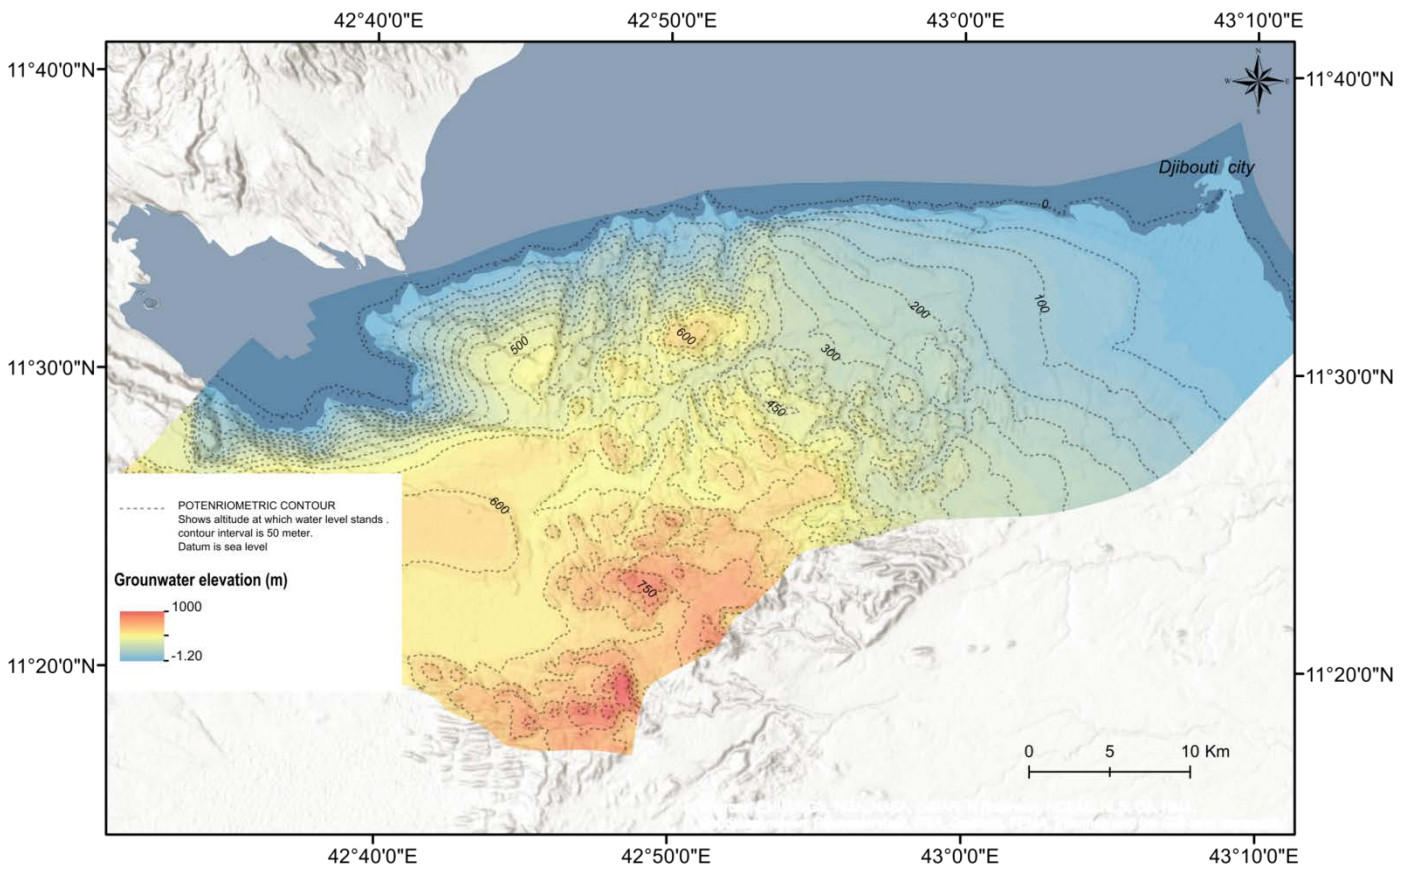 42°40'0"E 42°50'0"E 43°0'0"E 43°10'0"E
11°40'0"N 11°40'0"N
N
W E
S
Djibouti city
0
100
200
600
500
300
11°30'0"N 11°30'0"N
450
600
POTENRIOMETRIC CONTOUR
Shows altitude at which water level stands .
contour interval is 50 meter.
Datum is sea level
750
Grounwater elevation (m)
1000
-1.20
11°20'0"N 11°20'0"N
0 5 10 Km
42°40'0"E 42°50'0"E 43°0'0"E 43°10'0"E